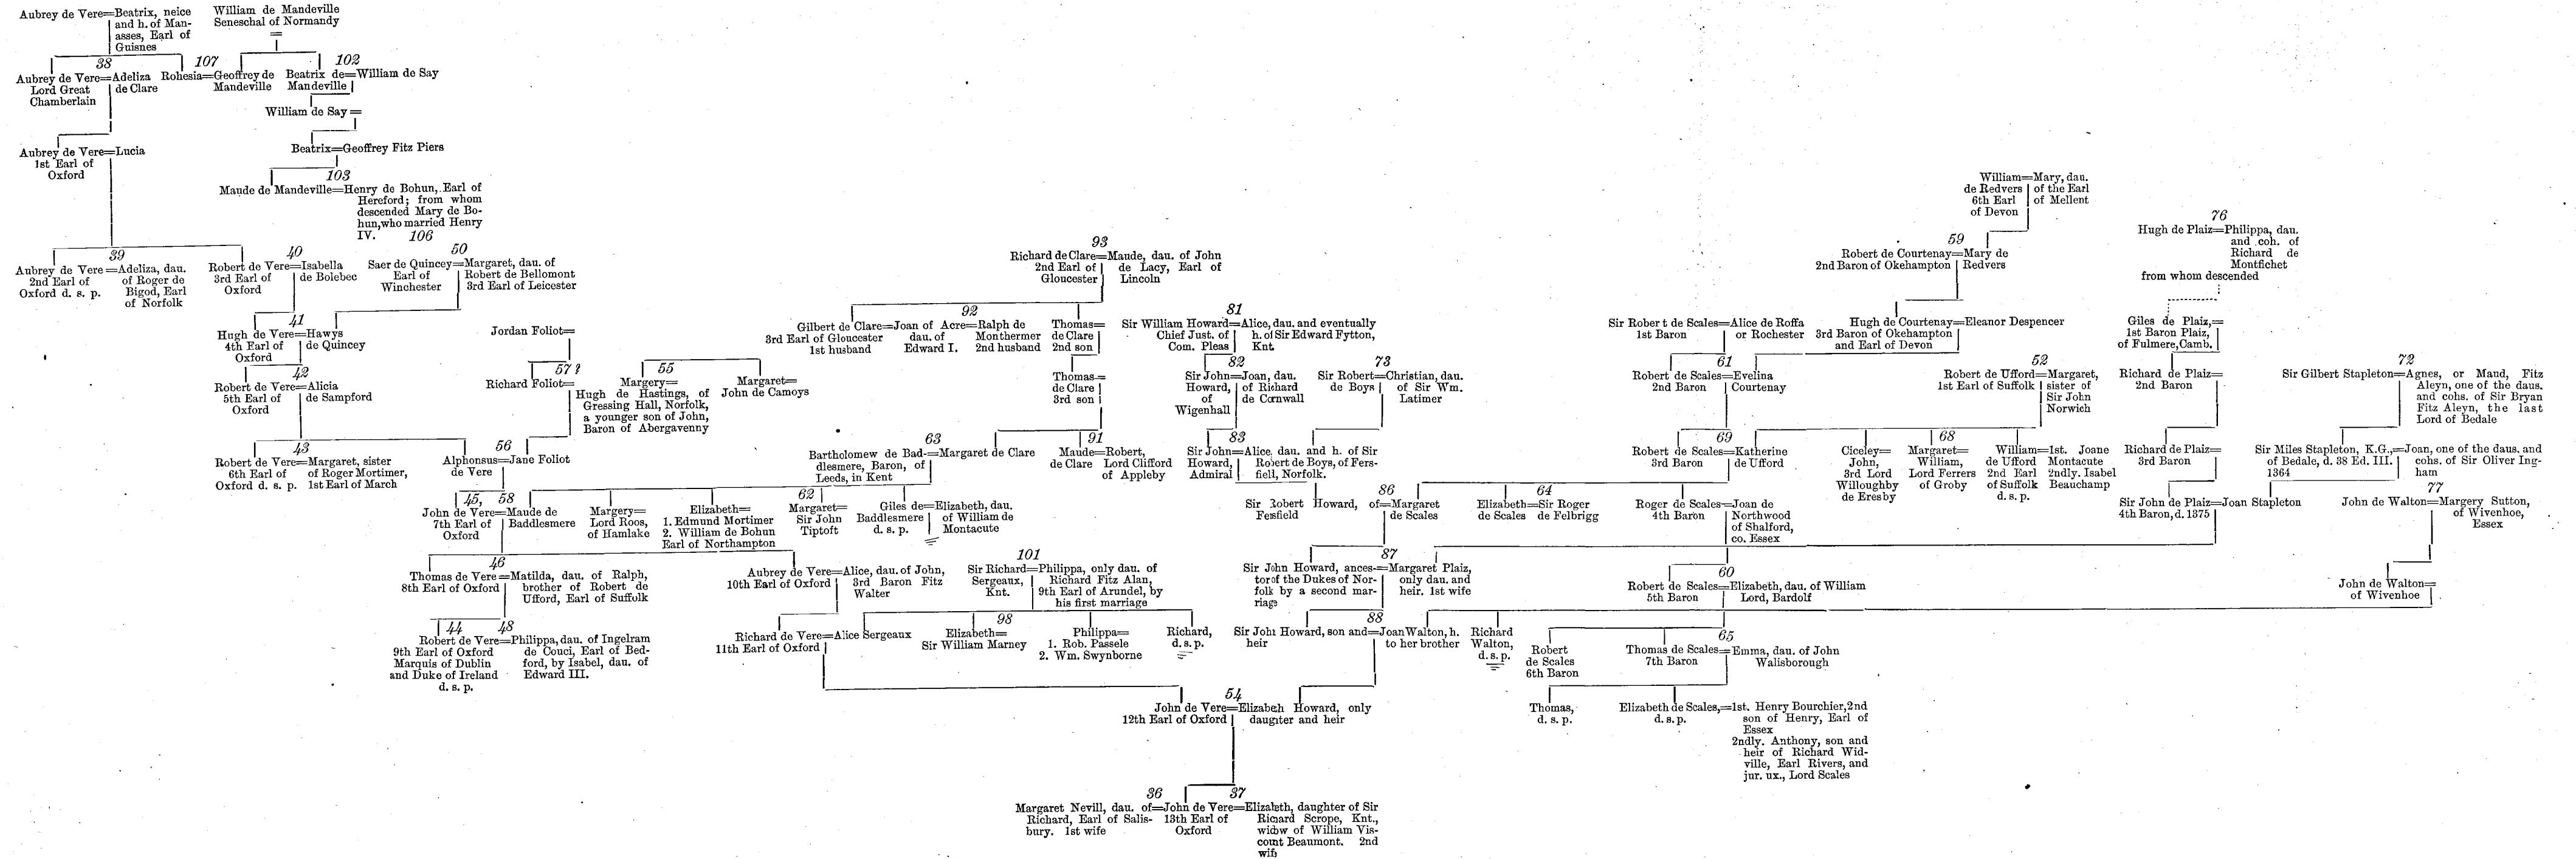 Aubrey de Vere=Beatrix, neice
and h. of Man-
asses, Earl of
Guisnes
William de Mandeville
Seneschal of Normandy
=
38
107
102
Aubrey de Vere=Adeliza
Lord Great de Clare
Chamberlain
Rohesia=Geoffrey de
Mandeville
Beatrix de=William de Say
Mandeville
William de Say=
Aubrey de Vere=Lucia
1st Earl of
Oxford
Beatrix=Geoffrey Fitz Piers
103
Maude de Mandeville=Henry de Bohun, Earl of
Hereford; from whom
descended Mary de Bo-
hun, who married Henry
IV. 106
William=Mary, dau.
de Redvers of the Earl
6th Earl of Mellent
of Devon
76
Hugh de Plaiz=Philippa, dau.
and coh. of
Richard de
Montfichet
from whom descended
39
Aubrey de Vere=Adeliza, dau.
2nd Earl of of Roger de
Oxford d. s. p. Bigod, Earl
of Norfolk
40
Robert de Vere=Isabella
3rd Earl of de Bolebec
Oxford
50
Saer de Quincey=Margaret, dau. of
Earl of Robert de Bellomont
Winchester 3rd Earl of Leicester
93
Richard de Clare=Maude, dau. of John
2nd Earl of de Lacy, Earl of
Gloucester Lincoln
59
Robert de Courtenay=Mary de
2nd Baron of Okehampton Redvers
41
Hugh de Vere=Hawys
4th Earl of de Quincey
Oxford
Jordan Foliot=
92
Gilbert de Clare=Joan of Acre=Ralph de
3rd Earl of Gloucester dau. of Monthermer
1st husband Edward I. 2nd husband
Thomas=
de Clare
2nd son
81
Sir William Howard=Alice, dau. and eventually
Chief Just. of h. of Sir Edward Fytton,
Com. Pleas Knt
Sir Robert de Scales=Alice de Roffa
1st Baron or Rochester
Hugh de Courtenay=Eleanor Despencer
3rd Baron of Okehampton
and Earl of Devon
Giles de Plaiz,=
1st Baron Plaiz,
of Fulmere, Camb.
42
Robert de Vere=Alicia
5th Earl of de Sampford
Oxford
57 ?
Richard Foliot=
55
Margery=
Hugh de Hastings, of
Gressing Hall, Norfolk,
a younger son of John,
Baron of Abergavenny
Margaret=
John de Camoys
Thomas=
de Clare
3rd son
82
Sir John=Joan, dau.
Howard, of Richard
of de Cornwall
Wigenhall
73
Sir Robert=Christian, dau.
de Boys of Sir Wm.
Latimer
61
Robert de Scales=Evelina
2nd Baron Courtenay
52
Robert de Ufford=Margaret,
1st Earl of Suffolk sister of
Sir John
Norwich
Richard de Plaiz=
2nd Baron
72
Sir Gilbert Stapleton=Agnes, or Maud, Fitz
Aleyn, one of the daus.
and cohs. of Sir Bryan
Fitz Aleyn, the last
Lord of Bedale
43
Robert de Vere=Margaret, sister
6th Earl of of Roger Mortimer,
Oxford d. s. p. 1st Earl of March
56
Alphonsus=Jane Foliot
de Vere
63
Bartholomew de Bad-=Margaret de Clare
dlesmere, Baron, of
Leeds, in Kent
91
Maude=Robert,
de Clare Lord Clifford
of Appleby
83
Sir John=Alice, dau. and h. of Sir
Howard, Robert de Boys, of Fers-
Admiral fiell, Norfolk.
69
Robert de Scales=Katherine
3rd Baron de Ufford
Ciceley=
John,
3rd Lord
Willoughby
de Eresby
68
Margaret=
William,
Lord Ferrers
of Groby
William=1st. Joane
de Ufford Montacute
2nd Earl 2ndly. Isabel
of Suffolk Beauchamp
d. s. p.
Richard de Plaiz=
3rd Baron
Sir Miles Stapleton, K.G.,=Joan, one of the daus. and
of Bedale, d. 38 Ed. III. cohs. of Sir Oliver Ing-
1364 ham
45, 58
John de Vere=Maude de
7th Earl of Baddlesmere
Oxford
Margery=
Lord Roos,
of Hamlake
Elizabeth=
1. Edmund Mortimer
2. William de Bohun
Earl of Northampton
62
Margaret=
Sir John
Tiptoft
Giles de=Elizabeth, dau.
Baddlesmere of William de
d. s. p. Montacute
86
Sir Robert Howard, of=Margaret
Fersfield de Scales
64
Elizabeth=Sir Roger
de Scales de Felbrigg
Roger de Scales=Joan de
4th Baron Northwood
of Shalford,
co. Essex
Sir John de Plaiz=Joan Stapleton
4th Baron, d. 1375
77
John de Walton=Margery Sutton,
of Wivenhoe,
Essex
46
Thomas de Vere=Matilda, dau. of Ralph,
8th Earl of Oxford brother of Robert de
Ufford, Earl of Suffolk
Aubrey de Vere=Alice, dau. of John,
10th Earl of Oxford 3rd Baron Fitz
Walter
101
Sir Richard=Philippa, only dau. of
Sergeaux, Richard Fitz Alan,
Knt. 9th Earl of Arundel, by
his first marriage
87
Sir John Howard, ances-=Margaret Plaiz,
tor of the Dukes of Nor- only dau. and
folk by a second mar- heir. 1st wife
riage
60
Robert de Scales=Elizabeth, dau. of William
5th Baron Lord, Bardolf
John de Walton=
of Wivenhoe
44 48
Robert de Vere=Philippa, dau. of Ingelram
9th Earl of Oxford de Couci, Earl of Bed-
Marquis of Dublin ford, by Isabel, dau. of
and Duke of Ireland Edward III.
d. s. p.
Richard de Vere=Alice Sergeaux
11th Earl of Oxford
98
Elizabeth=
Sir William Marney
Philippa=
1. Rob. Passele
2. Wm. Swynborne
Richard,
d. s. p.
88
Sir John Howard, son and=Joan Walton, h.
heir to her brother
Richard
Walton,
d. s. p.
Robert
de Scales
6th Baron
65
Thomas de Scales=Emma, dau. of John
7th Baron Walisborough
54
John de Vere=Elizabeh Howard, only
12th Earl of Oxford daughter and heir
Thomas,
d. s. p.
Elizabeth de Scales,=1st. Henry Bourchier, 2nd
d. s. p. son of Henry, Earl of
Essex
2ndly. Anthony, son and
heir of Richard Wid-
ville, Earl Rivers, and
jur. ux., Lord Scales
36 37
Margaret Nevill, dau. of=John de Vere=Elizabeth, daughter of Sir
Richard, Earl of Salis- 13th Earl of Richard Scrope, Knt.,
bury. 1st wife Oxford widow of William Vis-
count Beaumont. 2nd
wife